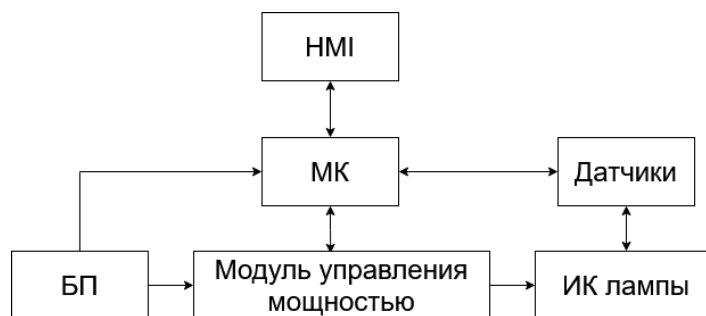 HMI
МК
Датчики
БП
Модуль управления
мощностью
ИК лампы